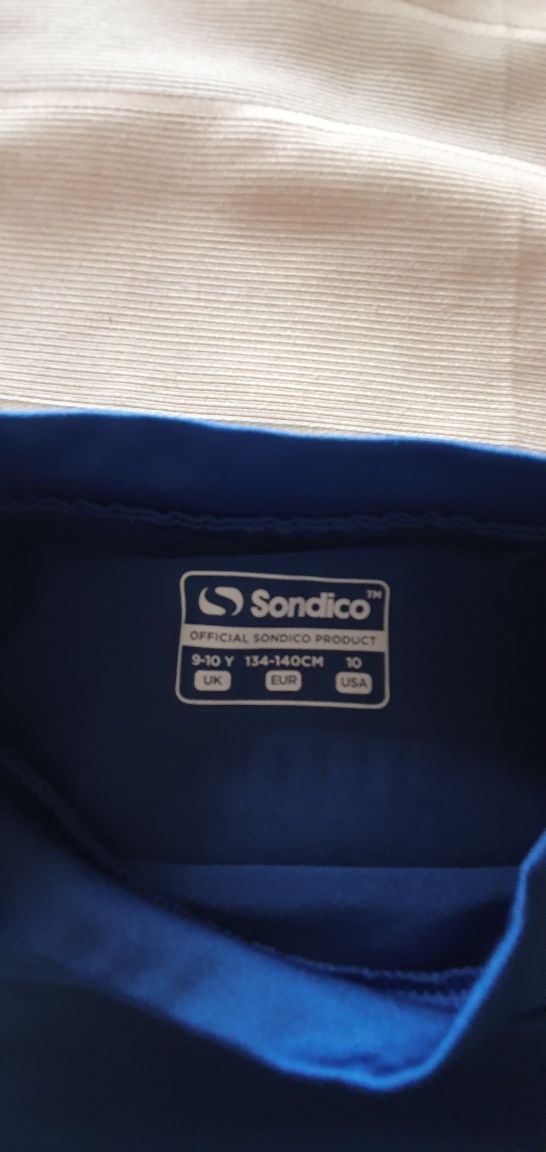 Sondico™
OFFICIAL SONDICO PRODUCT
9-10 Y 134-140CM 10
UK EUR USA